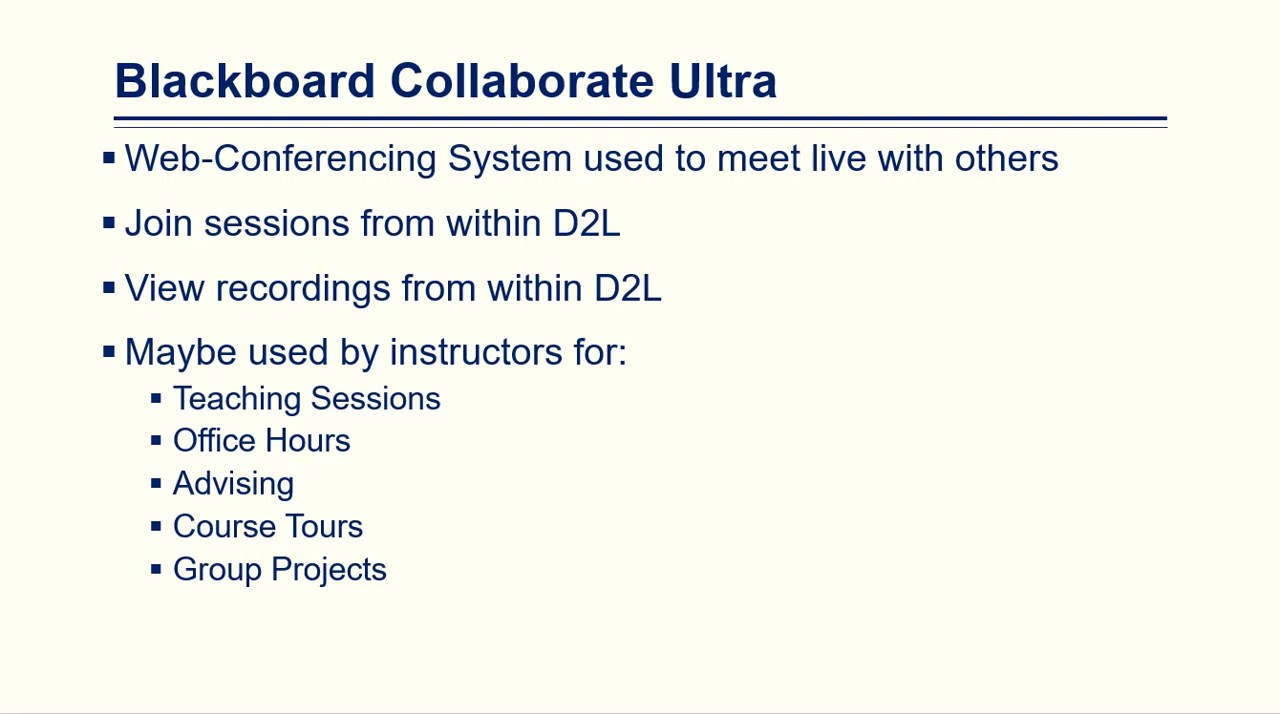 Blackboard Collaborate Ultra
▪ Web-Conferencing System used to meet live with others
▪ Join sessions from within D2L
▪ View recordings from within D2L
▪ Maybe used by instructors for:
▪ Teaching Sessions
▪ Office Hours
▪ Advising
▪ Course Tours
▪ Group Projects